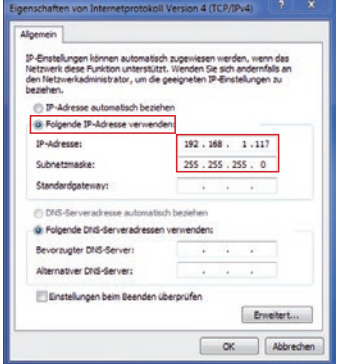 Eigenschaften von Internetprotokoll Version 4 (TCP/IPv4)
Allgemein
IP-Einstellungen können automatisch zugewiesen werden, wenn das
Netzwerk diese Funktion unterstützt. Wenden Sie sich andernfalls an
den Netzwerkadministrator, um die geeigneten IP-Einstellungen zu
beziehen.
IP-Adresse automatisch beziehen
Folgende IP-Adresse verwenden:
IP-Adresse: 192 . 168 . 1 . 117
Subnetzmaske: 255 . 255 . 255 . 0
Standardgateway: . . .
DNS-Serveradresse automatisch beziehen
Folgende DNS-Serveradressen verwenden:
Bevorzugter DNS-Server: . . .
Alternativer DNS-Server: . . .
Einstellungen beim Beenden überprüfen
Erweitert...
OK Abbrechen